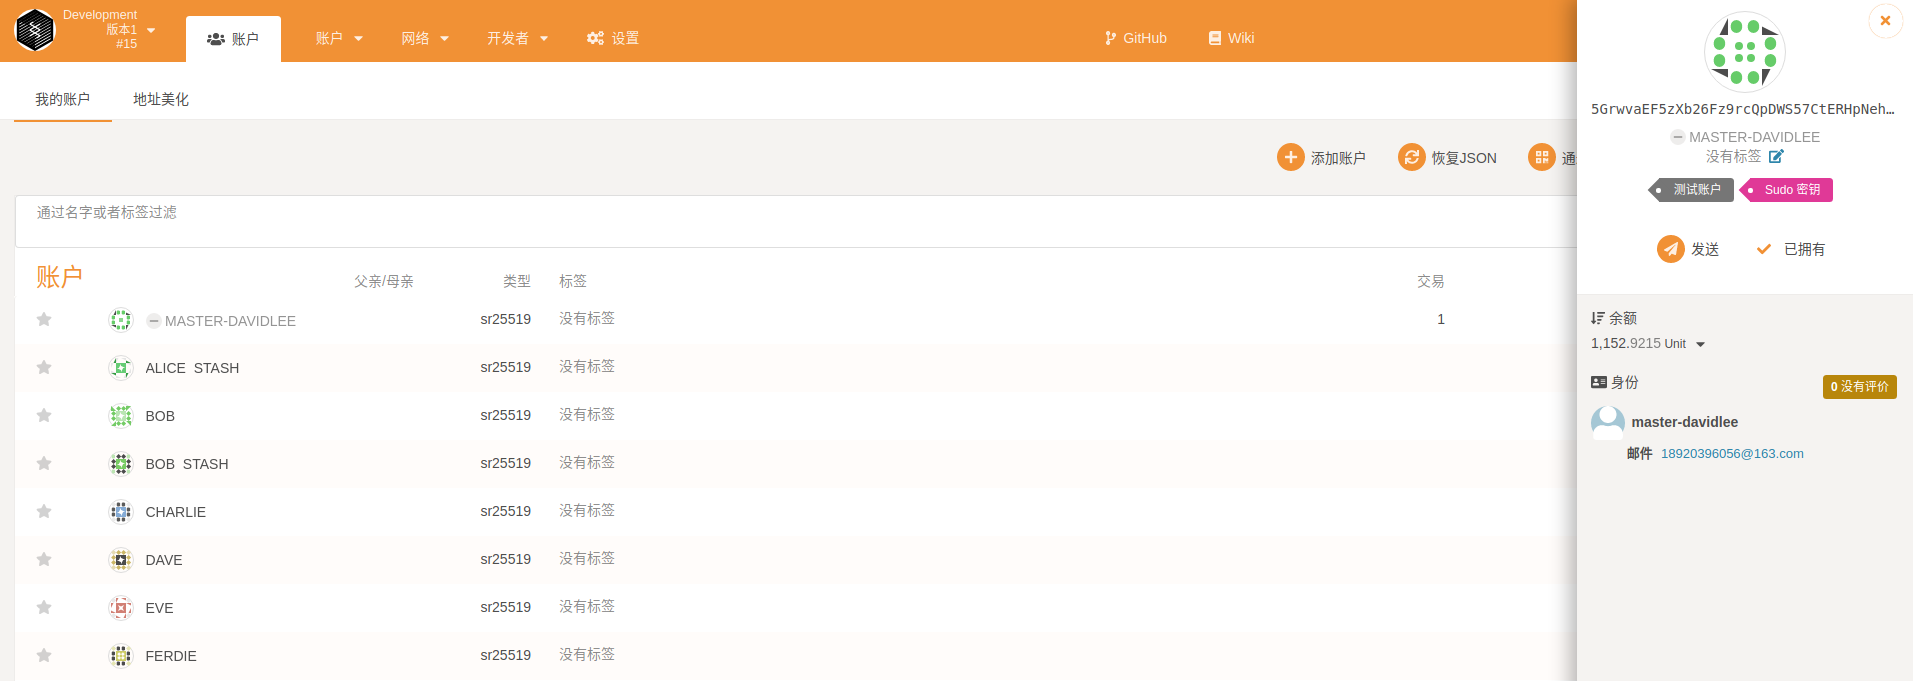 Development
版本1
#15
账户
账户
网络
开发者
设置
GitHub
Wiki
我的账户
地址美化
添加账户
恢复JSON
通
通过名字或者标签过滤
账户 父亲/母亲 类型 标签 交易
MASTER-DAVIDLEE sr25519 没有标签 1
ALICE STASH sr25519 没有标签
BOB sr25519 没有标签
BOB STASH sr25519 没有标签
CHARLIE sr25519 没有标签
DAVE sr25519 没有标签
EVE sr25519 没有标签
FERDIE sr25519 没有标签
5GrwvaEF5zXb26Fz9rcQpDWS57CtERHpNeh…
MASTER-DAVIDLEE
没有标签
测试账户 Sudo 密钥
发送 已拥有
余额
1,152.9215 Unit
身份
0 没有评价
master-davidlee
邮件 18920396056@163.com